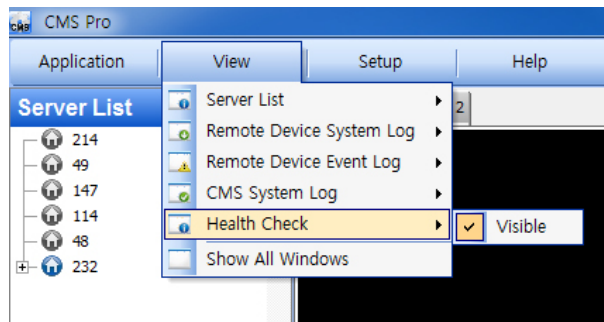 CMS CMS Pro
Application View Setup Help
Server List
2
214
49
147
114
48
232
Server List
Remote Device System Log
Remote Device Event Log
CMS System Log
Health Check
Visible
Show All Windows